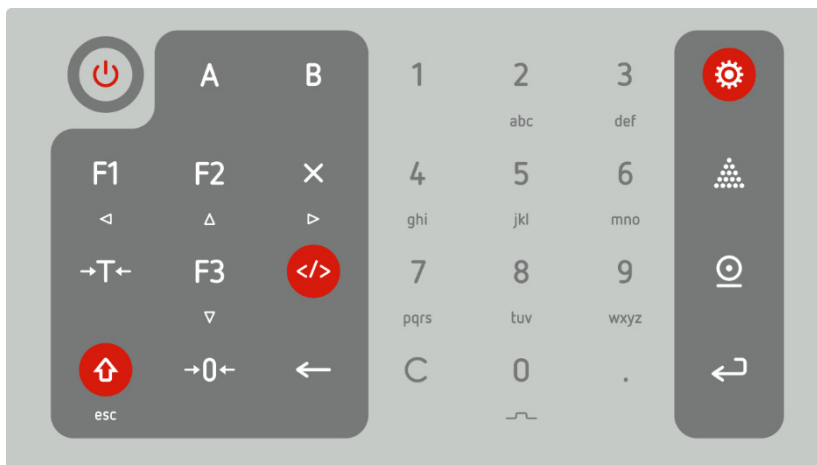 A B 1 2 3
abc def
F1 F2 × 4 5 6
ghi jkl mno
→T← F3 </> 7 8 9
pqrs tuv wxyz
→0← ← C 0 .
esc